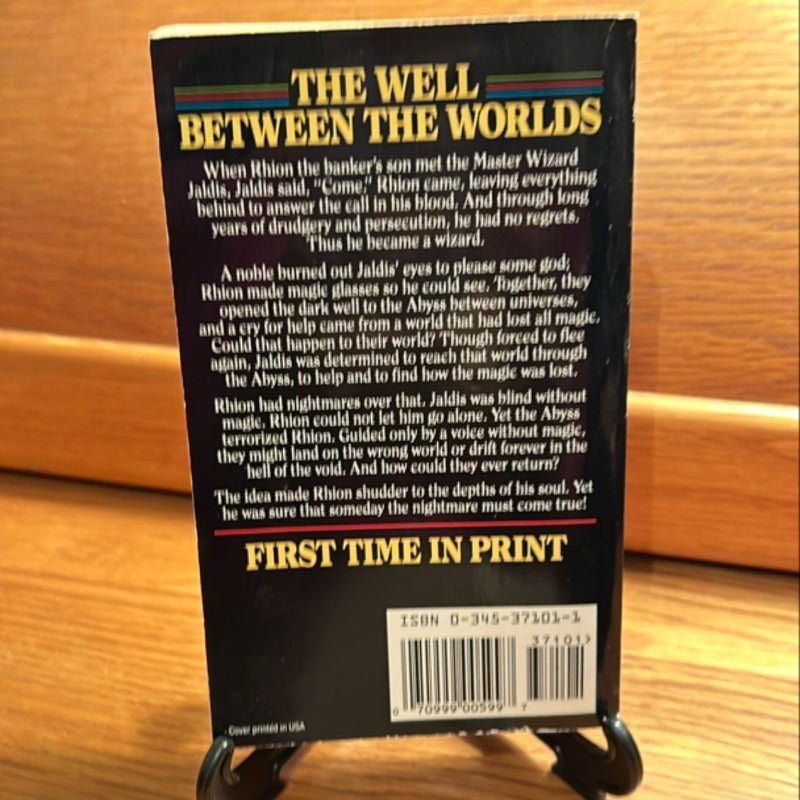 THE WELL
BETWEEN THE WORLDS
When Rhion the banker's son met the Master Wizard
Jaldis, Jaldis said, "Come," Rhion came, leaving everything
behind to answer the call in his blood. And through long
years of drudgery and persecution, he had no regrets.
Thus he became a wizard.
A noble burned out Jaldis' eyes to please some god;
Rhion made magic glasses so he could see. Together, they
opened the dark well to the Abyss between universes,
and a cry for help came from a world that had lost all magic.
Could that happen to their world? Though forced to flee
again, Jaldis was determined to reach that world through
the Abyss, to help and to find how the magic was lost.
Rhion had nightmares over that. Jaldis was blind without
magic. Rhion could not let him go alone. Yet the Abyss
terrorized Rhion. Guided only by a voice without magic,
they might land on the wrong world or drift forever in the
hell of the void. And how could they ever return?
The idea made Rhion shudder to the depths of his soul. Yet
he was sure that someday the nightmare must come true!
FIRST TIME IN PRINT
ISBN 0-345-37101-1
37101>
0 70999 00599 7
Cover printed in USA